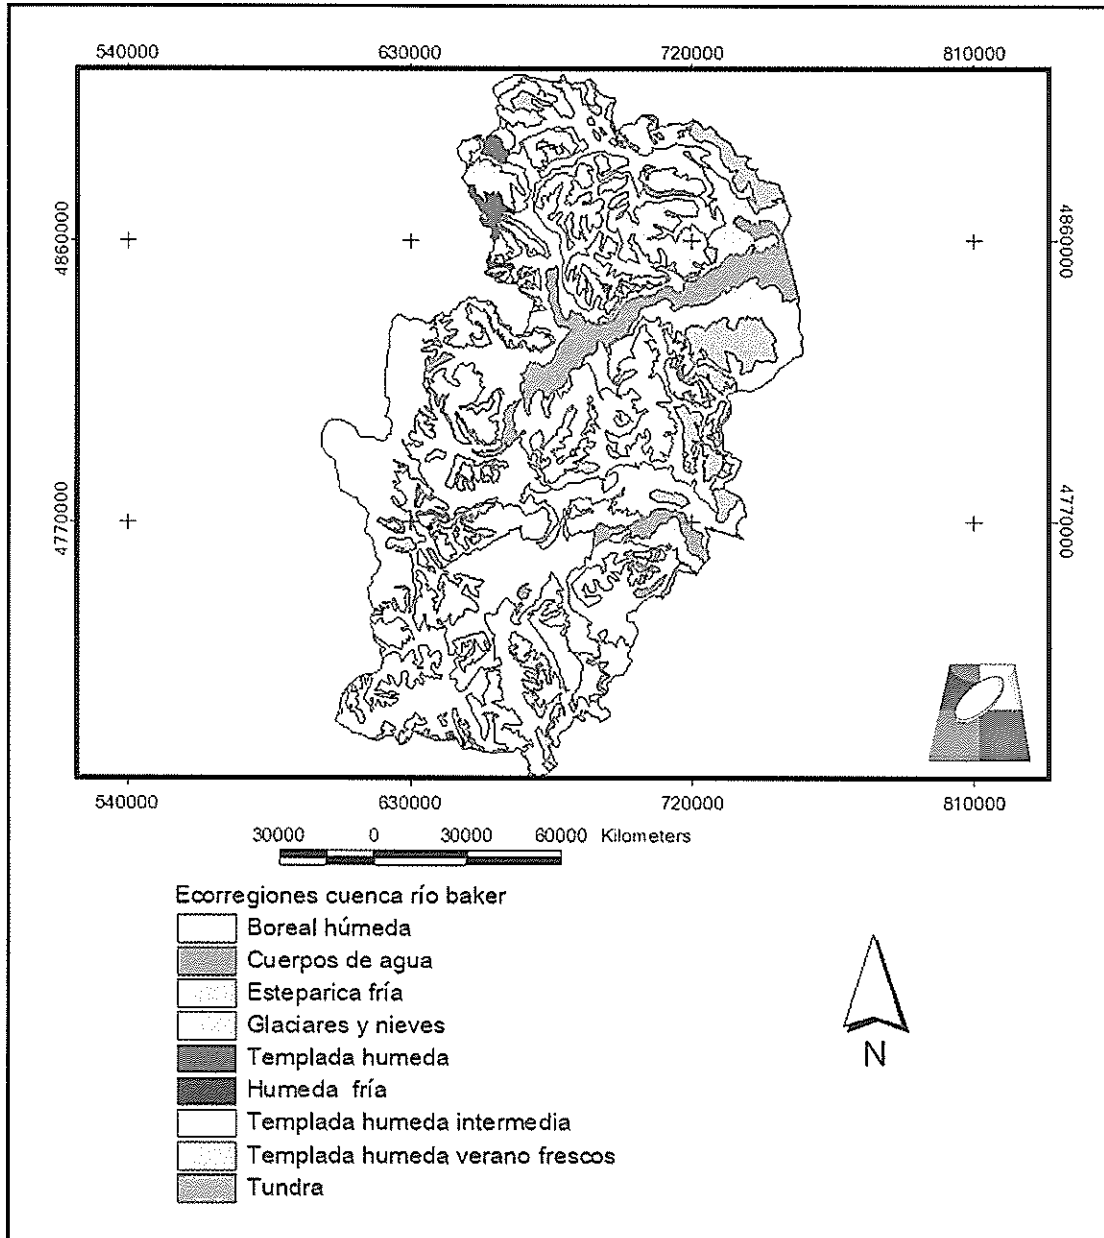 540000 630000 720000 810000
4860000 4860000
4770000 4770000
540000 630000 720000 810000
30000 0 30000 60000 Kilometers
Ecorregiones cuenca río baker
Boreal húmeda
Cuerpos de agua
Esteparica fría
Glaciares y nieves
Templada humeda
Humeda fría
Templada humeda intermedia
Templada humeda verano frescos
Tundra
N